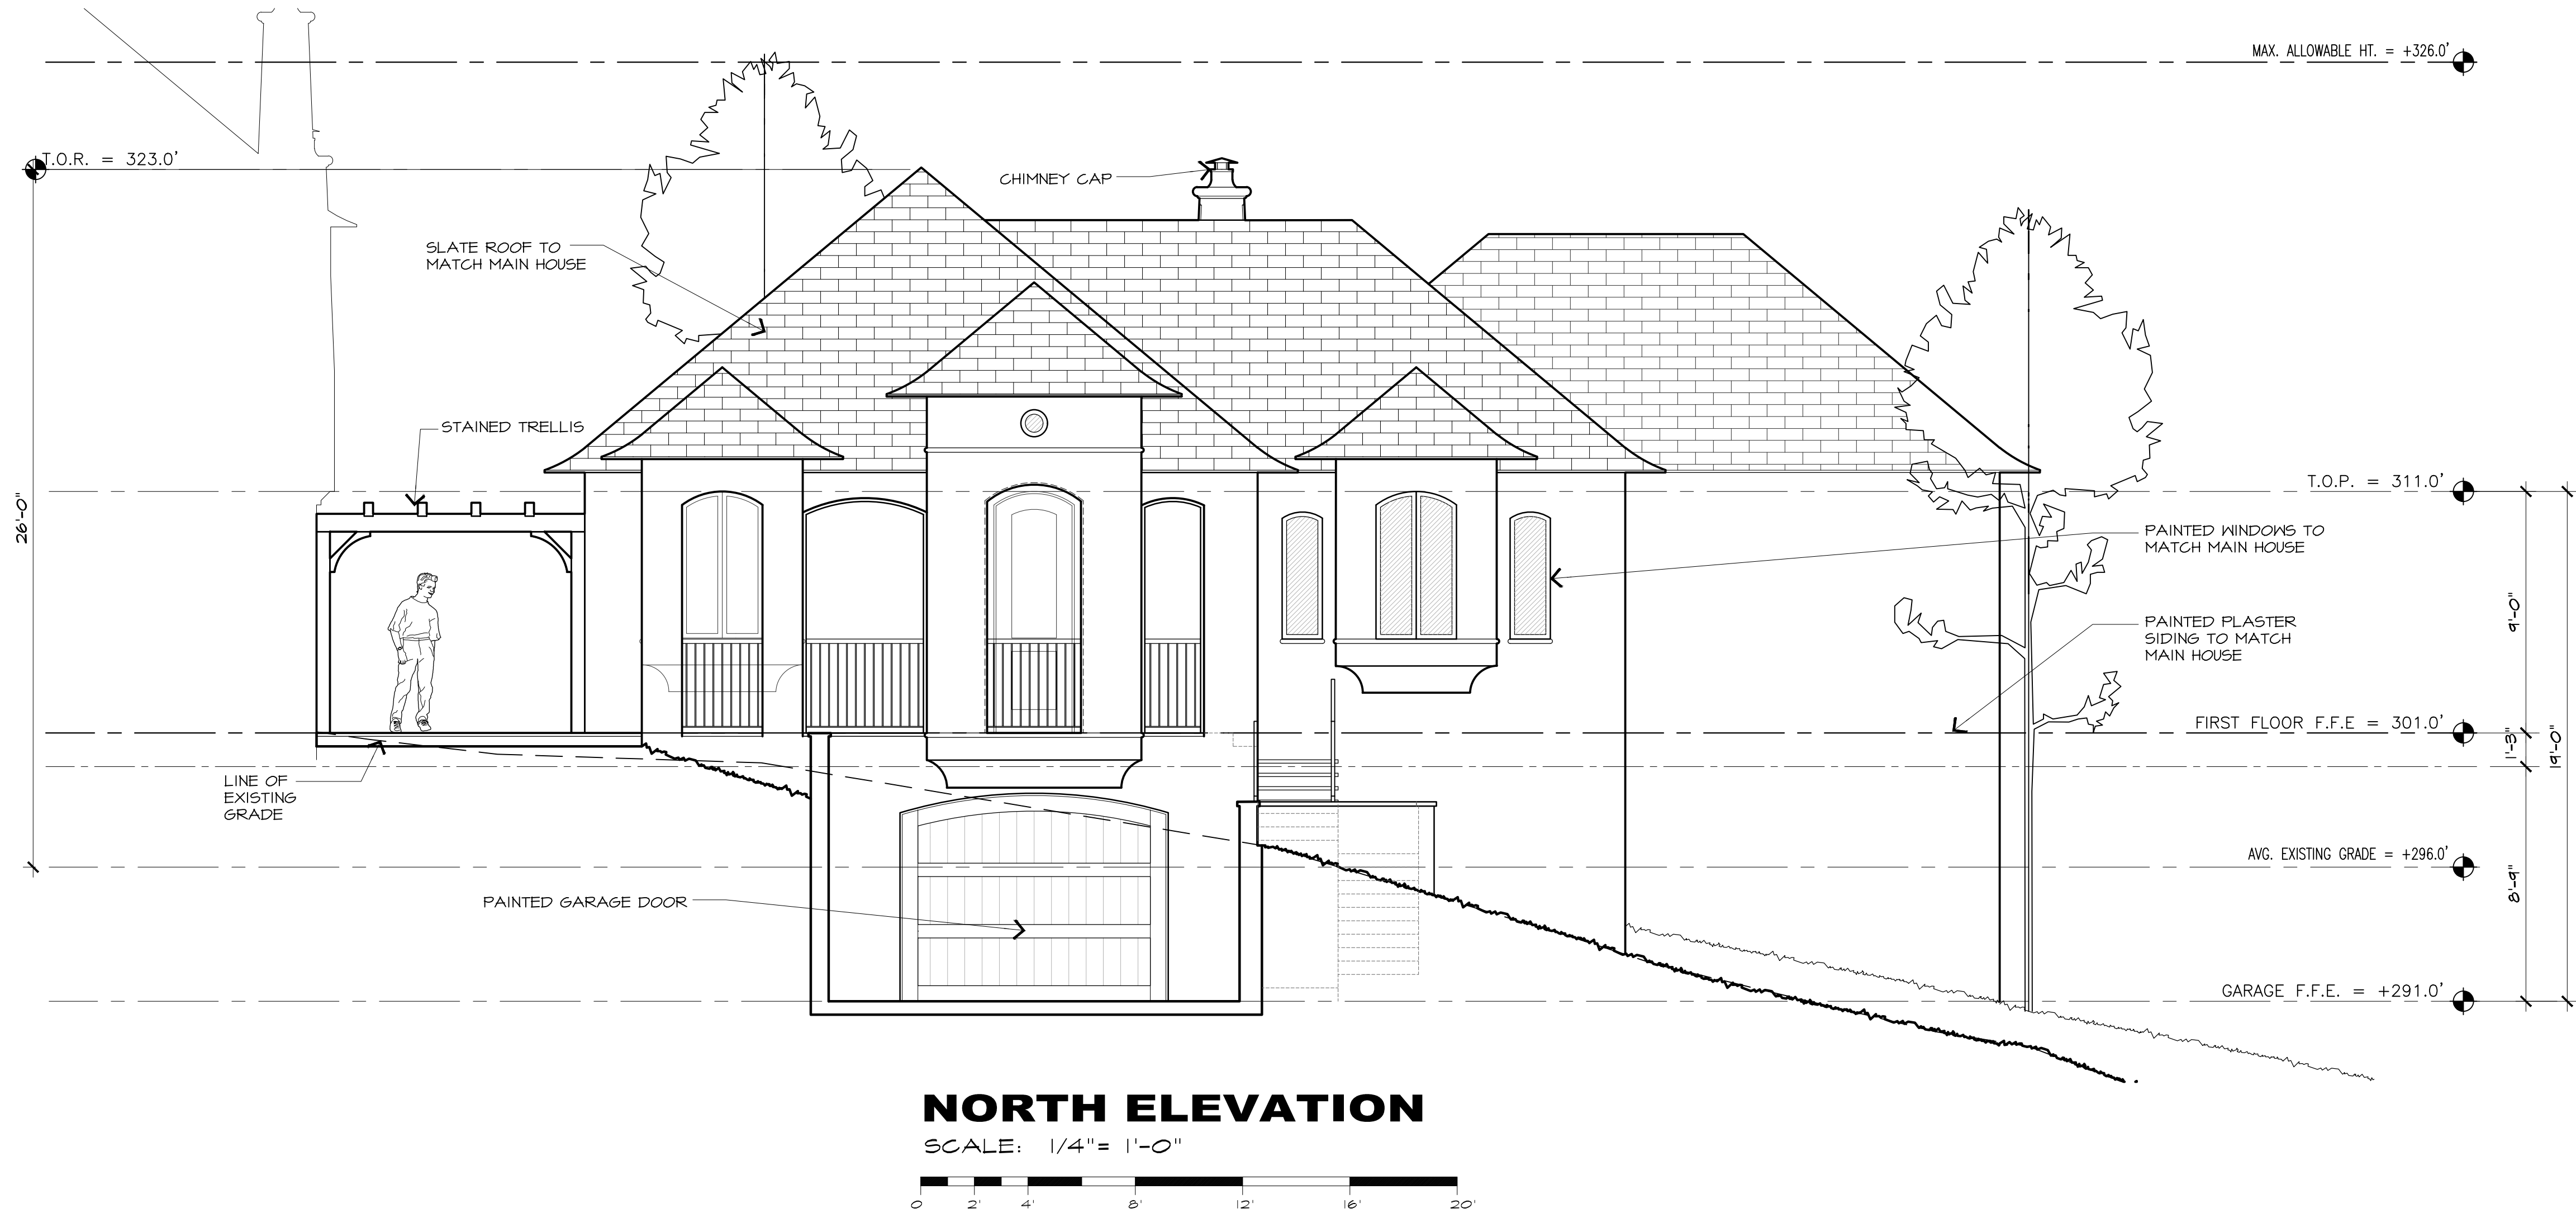 MAX. ALLOWABLE HT. = +326.0'
T.O.R. = 323.0'
CHIMNEY CAP
SLATE ROOF TO
MATCH MAIN HOUSE
STAINED TRELLIS
T.O.P. = 311.0'
26'-0"
PAINTED WINDOWS TO
MATCH MAIN HOUSE
9'-0"
PAINTED PLASTER
SIDING TO MATCH
MAIN HOUSE
FIRST FLOOR F.F.E = 301.0'
1'-3"
19'-0"
LINE OF
EXISTING
GRADE
AVG. EXISTING GRADE = +296.0'
8'-9"
PAINTED GARAGE DOOR
GARAGE F.F.E. = +291.0'
NORTH ELEVATION
SCALE: 1/4"= 1'-0"
0 2' 4' 8' 12' 16' 20'